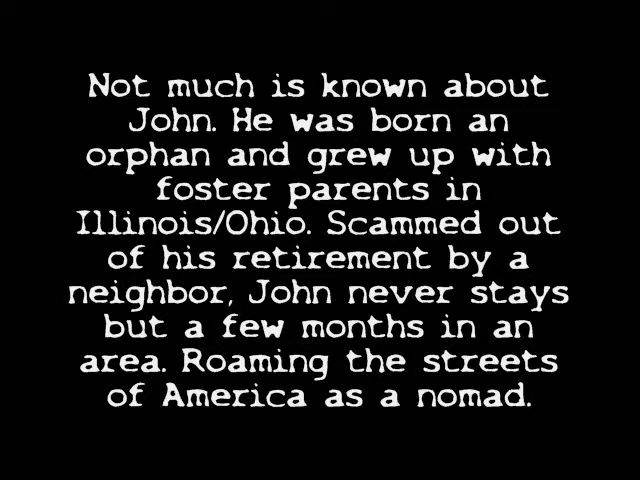 Not much is known about
John. He was born an
orphan and grew up with
foster parents in
Illinois/Ohio. Scammed out
of his retirement by a
neighbor, John never stays
but a few months in an
area. Roaming the streets
of America as a nomad.